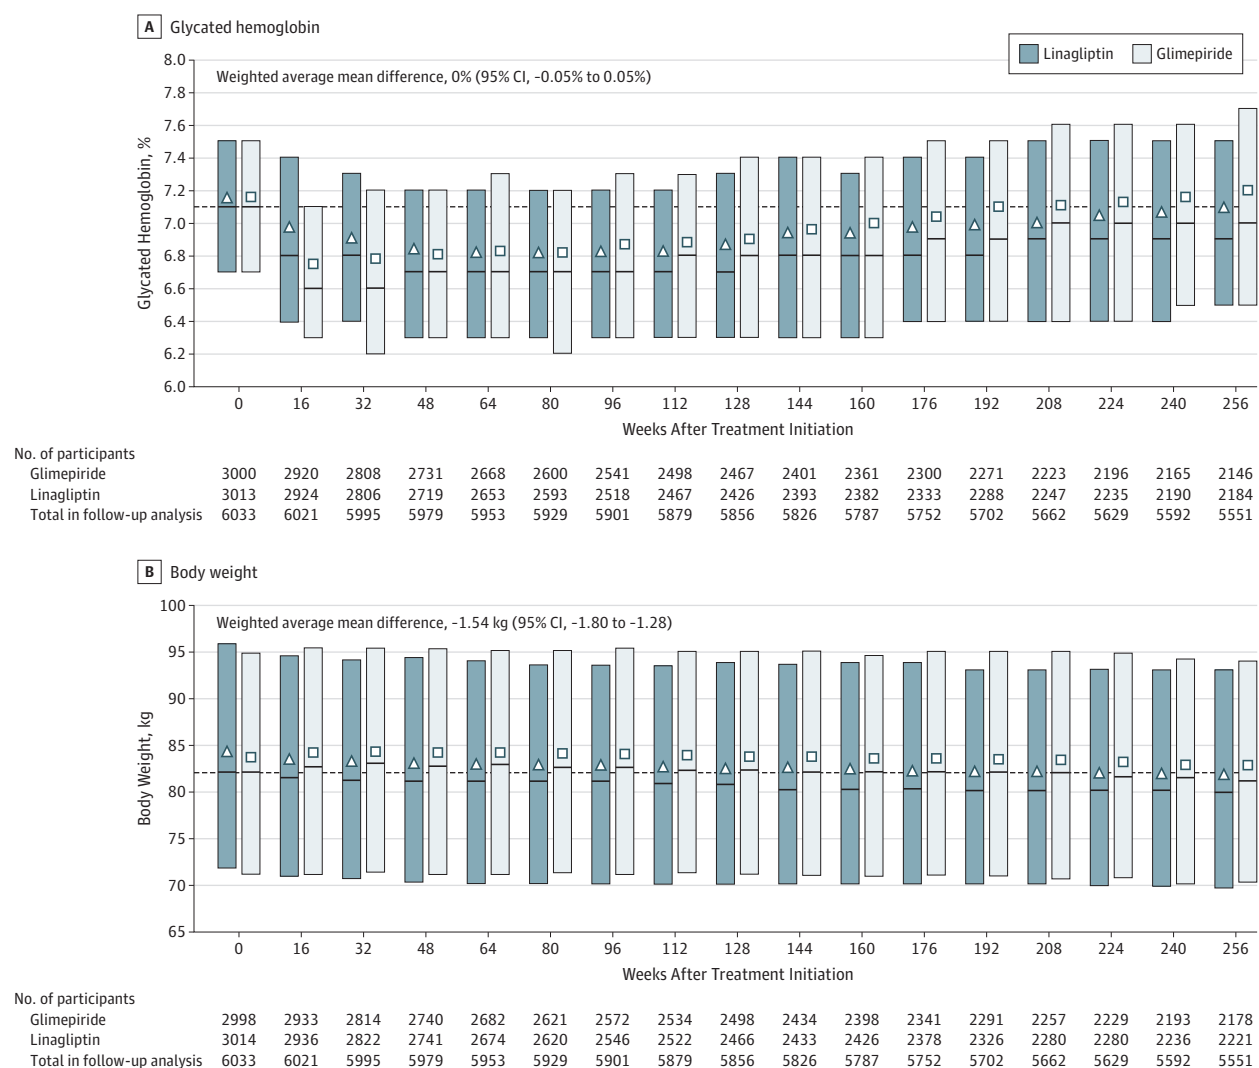 A Glycated hemoglobin
Linagliptin Glimepiride
Weighted average mean difference, 0% (95% CI, -0.05% to 0.05%)
Glycated Hemoglobin, %
8.0
7.8
7.6
7.4
7.2
7.0
6.8
6.6
6.4
6.2
6.0
0 16 32 48 64 80 96 112 128 144 160 176 192 208 224 240 256
Weeks After Treatment Initiation
No. of participants
Glimepiride 3000 2920 2808 2731 2668 2600 2541 2498 2467 2401 2361 2300 2271 2223 2196 2165 2146
Linagliptin 3013 2924 2806 2719 2653 2593 2518 2467 2426 2393 2382 2333 2288 2247 2235 2190 2184
Total in follow-up analysis 6033 6021 5995 5979 5953 5929 5901 5879 5856 5826 5787 5752 5702 5662 5629 5592 5551
B Body weight
Weighted average mean difference, -1.54 kg (95% CI, -1.80 to -1.28)
Body Weight, kg
100
95
90
85
80
75
70
65
0 16 32 48 64 80 96 112 128 144 160 176 192 208 224 240 256
Weeks After Treatment Initiation
No. of participants
Glimepiride 2998 2933 2814 2740 2682 2621 2572 2534 2498 2434 2398 2341 2291 2257 2229 2193 2178
Linagliptin 3014 2936 2822 2741 2674 2620 2546 2522 2466 2433 2426 2378 2326 2280 2280 2236 2221
Total in follow-up analysis 6033 6021 5995 5979 5953 5929 5901 5879 5856 5826 5787 5752 5702 5662 5629 5592 5551